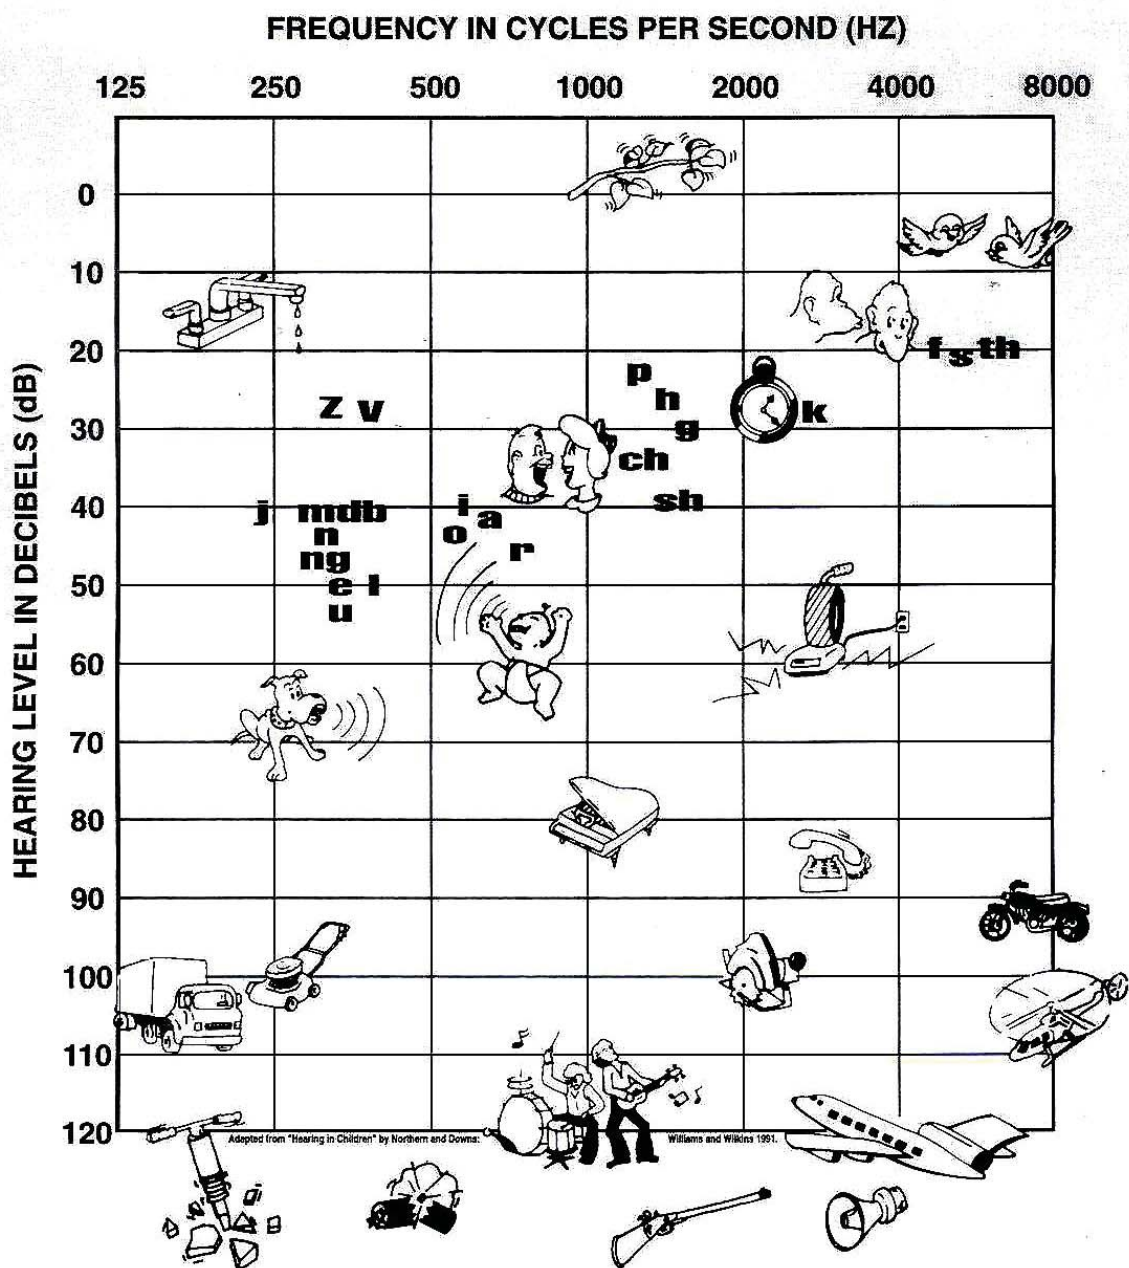 FREQUENCY IN CYCLES PER SECOND (HZ)
125 250 500 1000 2000 4000 8000
HEARING LEVEL IN DECIBELS (dB)
0
10
20
f s th
p
h
z v
k
30
g
ch
sh
40
j m d b
i
a
n
o
r
ng
50
e l
u
60
70
80
90
100
110
120
Adapted from "Hearing in Children" by Northern and Downs: Williams and Wilkins 1991.